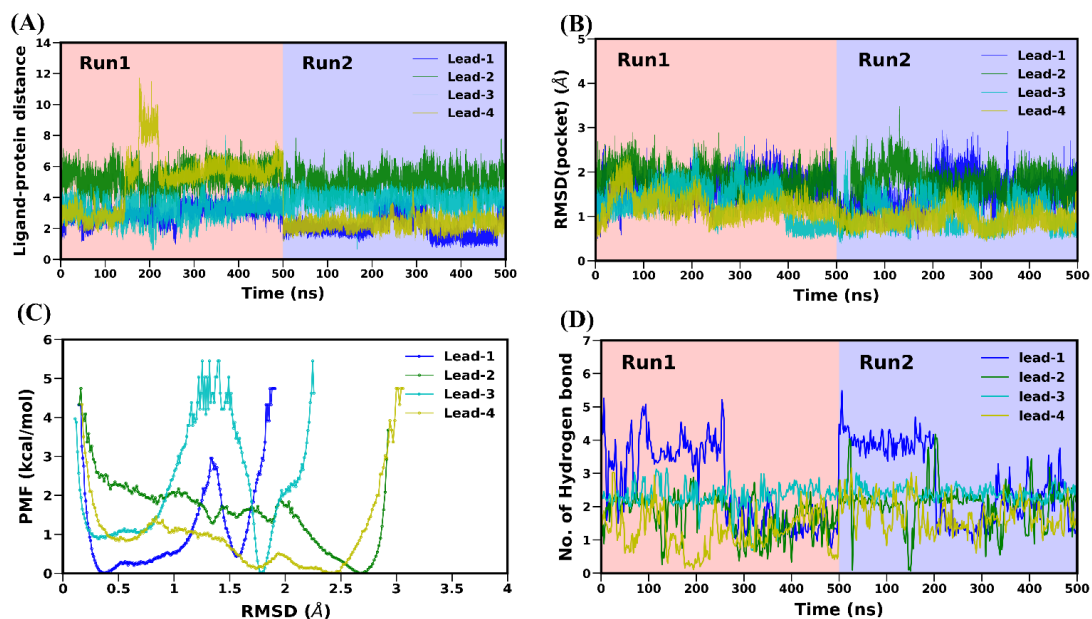 (A)
Ligand-protein distance
14
12
10
8
6
4
2
0
Run1
Run2
Lead-1
Lead-2
Lead-3
Lead-4
0 100 200 300 400 500 100 200 300 400 500
Time (ns)
(B)
RMSD(pocket) (Å)
5
4
3
2
1
0
Run1
Run2
Lead-1
Lead-2
Lead-3
Lead-4
0 100 200 300 400 500 100 200 300 400 500
Time (ns)
(C)
PMF (kcal/mol)
6
5
4
3
2
1
0
Lead-1
Lead-2
Lead-3
Lead-4
0 0.5 1 1.5 2 2.5 3 3.5 4
RMSD (Å)
(D)
No. of Hydrogen bond
7
6
5
4
3
2
1
0
Run1
Run2
lead-1
lead-2
lead-3
lead-4
0 100 200 300 400 500 100 200 300 400 500
Time (ns)